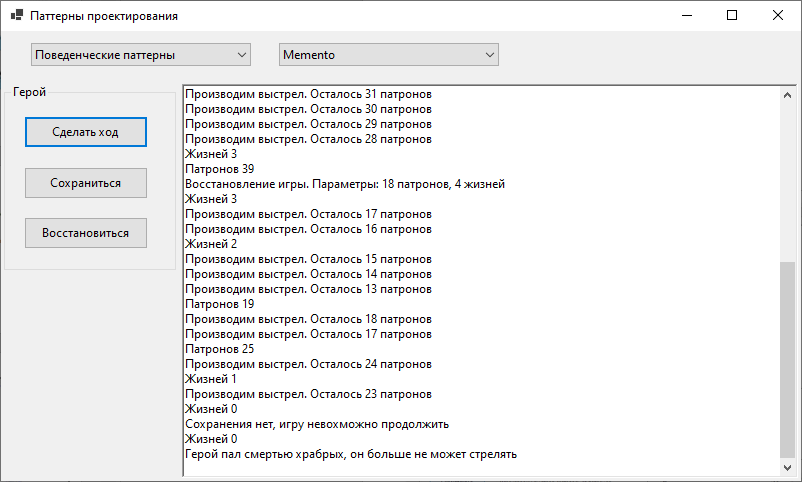 Паттерны проектирования
Поведенческие паттерны
Memento
Герой
Сделать ход
Сохраниться
Восстановиться
Производим выстрел. Осталось 31 патронов
Производим выстрел. Осталось 30 патронов
Производим выстрел. Осталось 29 патронов
Производим выстрел. Осталось 28 патронов
Жизней 3
Патронов 39
Восстановление игры. Параметры: 18 патронов, 4 жизней
Жизней 3
Производим выстрел. Осталось 17 патронов
Производим выстрел. Осталось 16 патронов
Жизней 2
Производим выстрел. Осталось 15 патронов
Производим выстрел. Осталось 14 патронов
Производим выстрел. Осталось 13 патронов
Патронов 19
Производим выстрел. Осталось 18 патронов
Производим выстрел. Осталось 17 патронов
Патронов 25
Производим выстрел. Осталось 24 патронов
Жизней 1
Производим выстрел. Осталось 23 патронов
Жизней 0
Сохранения нет, игру невохможно продолжить
Жизней 0
Герой пал смертью храбрых, он больше не может стрелять